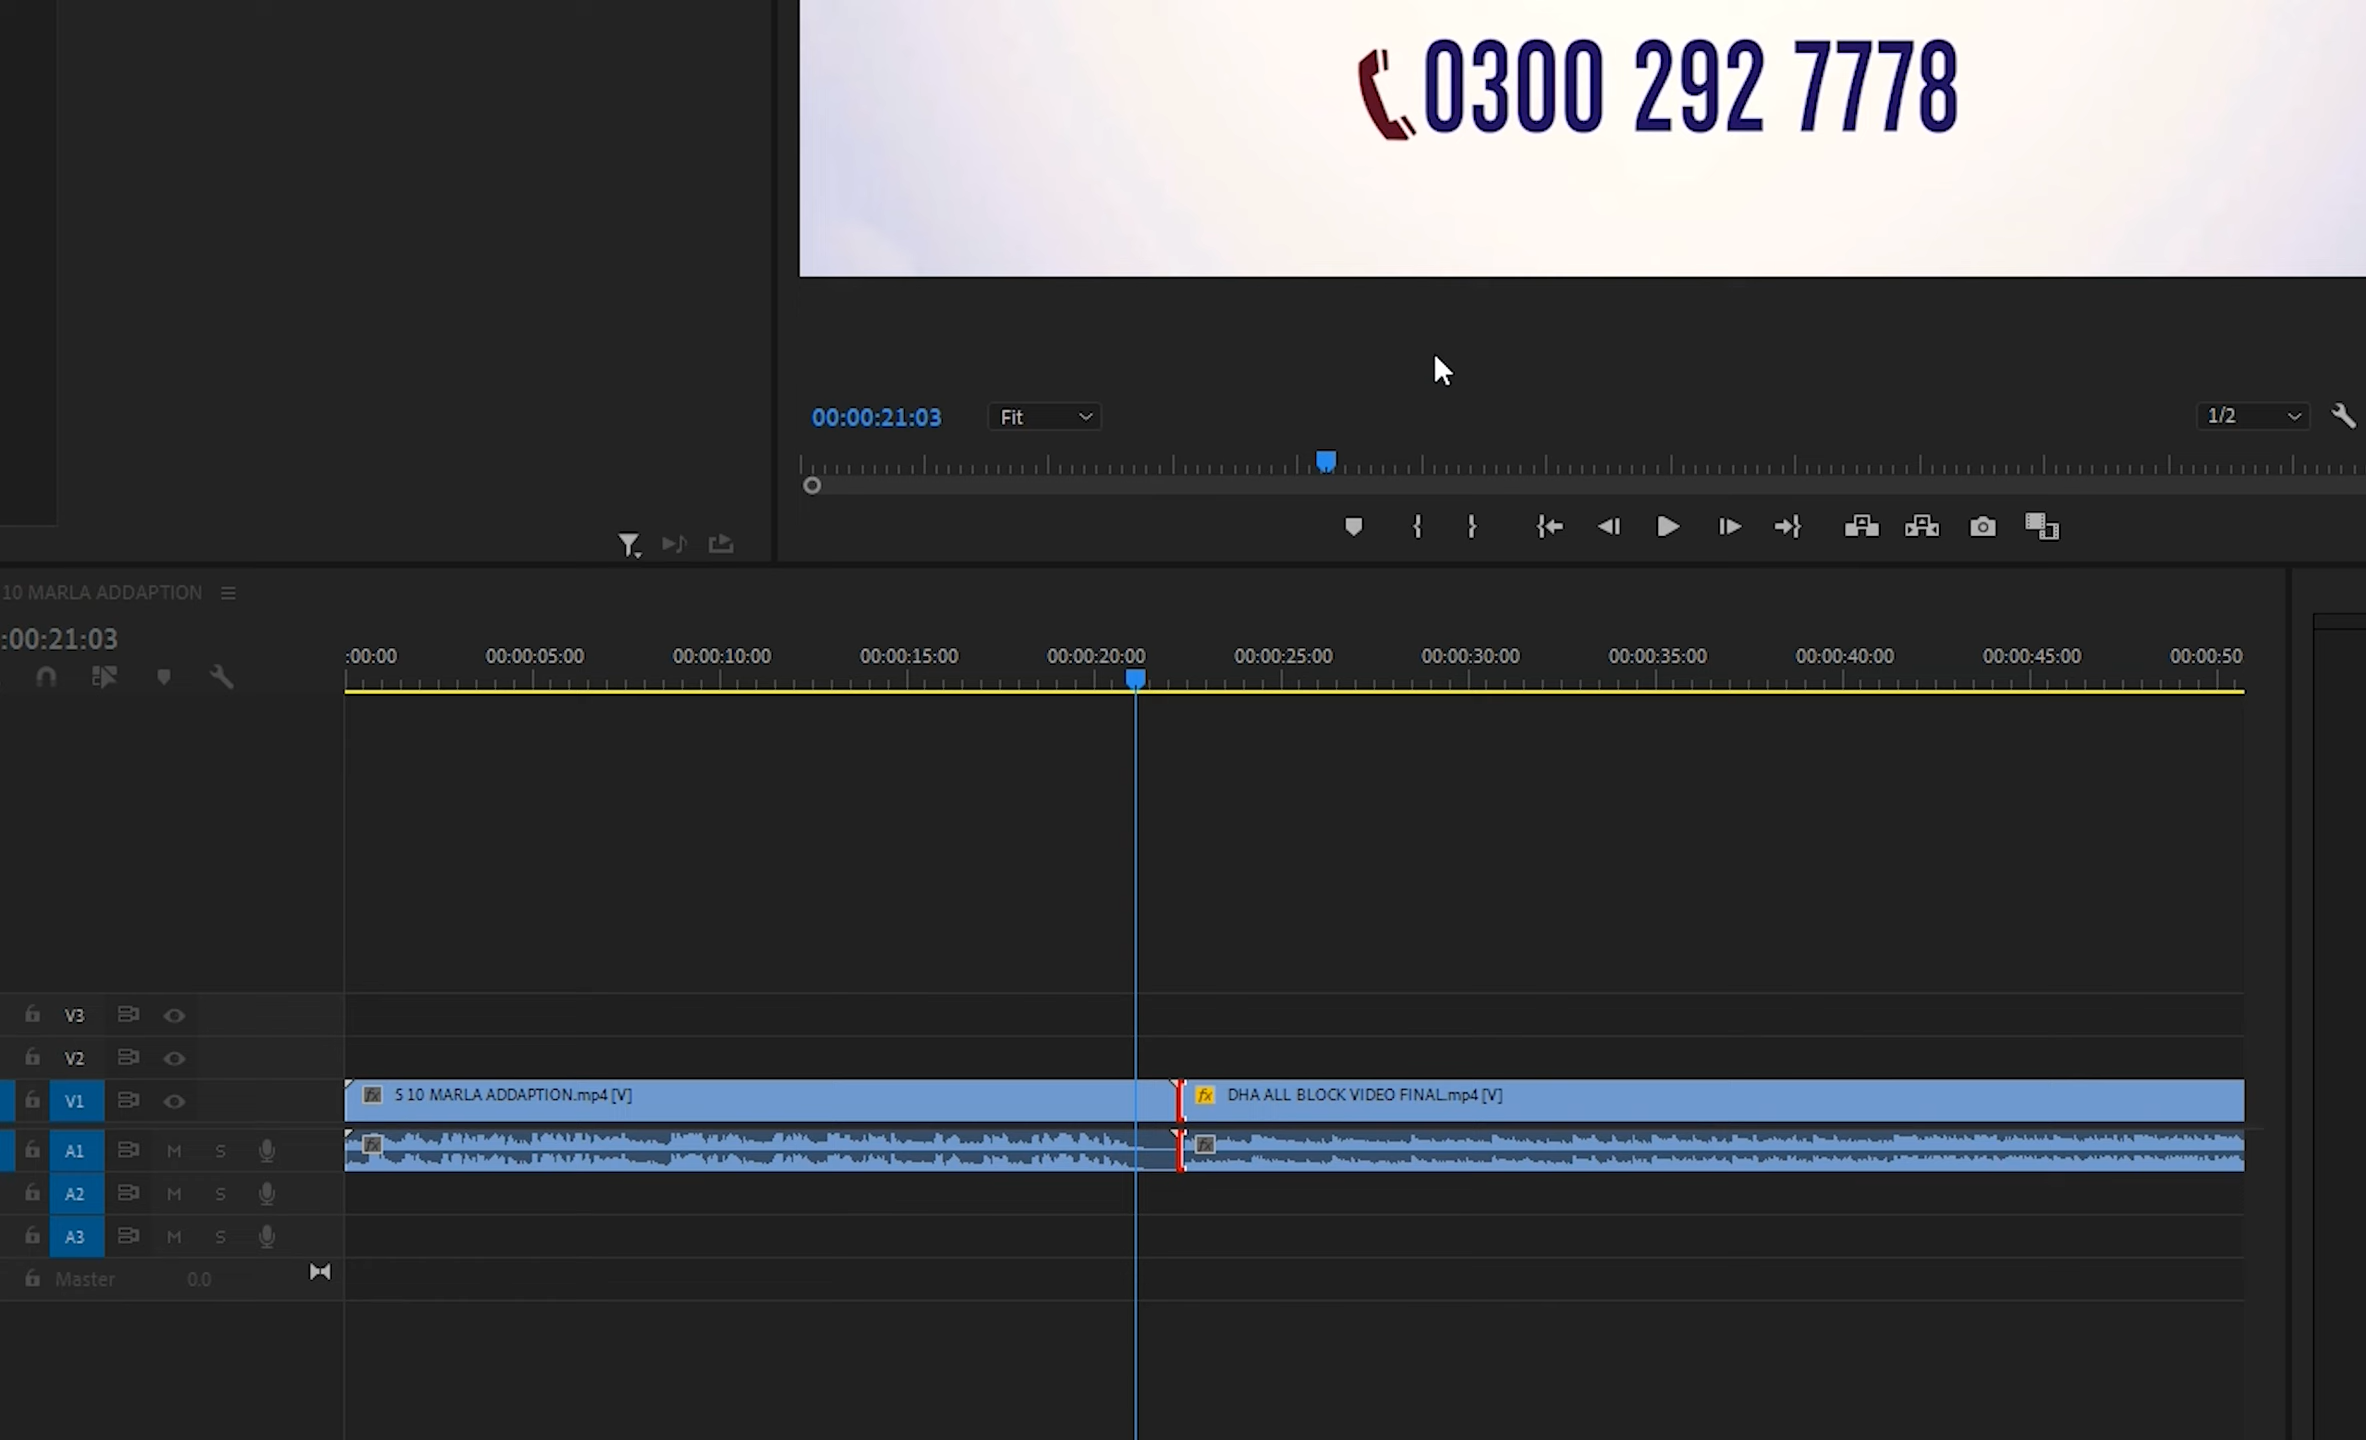 0300 292 7778
00:00:21:03 Fit 1/2
10 MARLA ADDAPTION
:00:21:03
:00:00 00:00:05:00 00:00:10:00 00:00:15:00 00:00:20:00 00:00:25:00 00:00:30:00 00:00:35:00 00:00:40:00 00:00:45:00 00:00:50
V3
V2
V1 fx S 10 MARLA ADDAPTION.mp4 [V] fx DHA ALL BLOCK VIDEO FINAL.mp4 [V]
A1 M S fx fx
A2 M S
A3 M S
Master 0.0